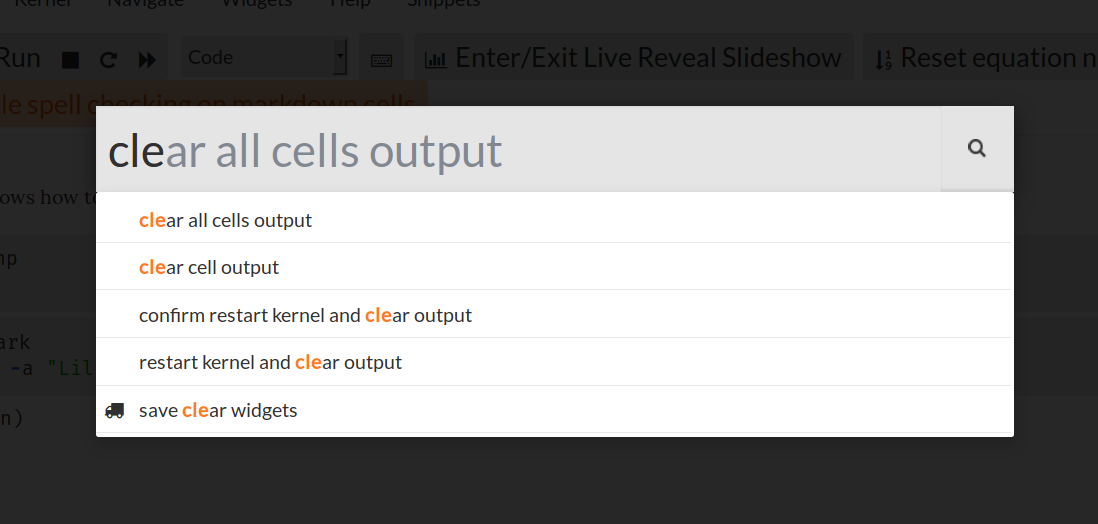 Kernel Navigate Widgets Help Snippets
Run Code Enter/Exit Live Reveal Slideshow Reset equation n
le spell checking on markdown cells
clear all cells output
ows how to
clear all cells output
np
clear cell output
confirm restart kernel and clear output
ark
restart kernel and clear output
-a "Lil
save clear widgets
n)